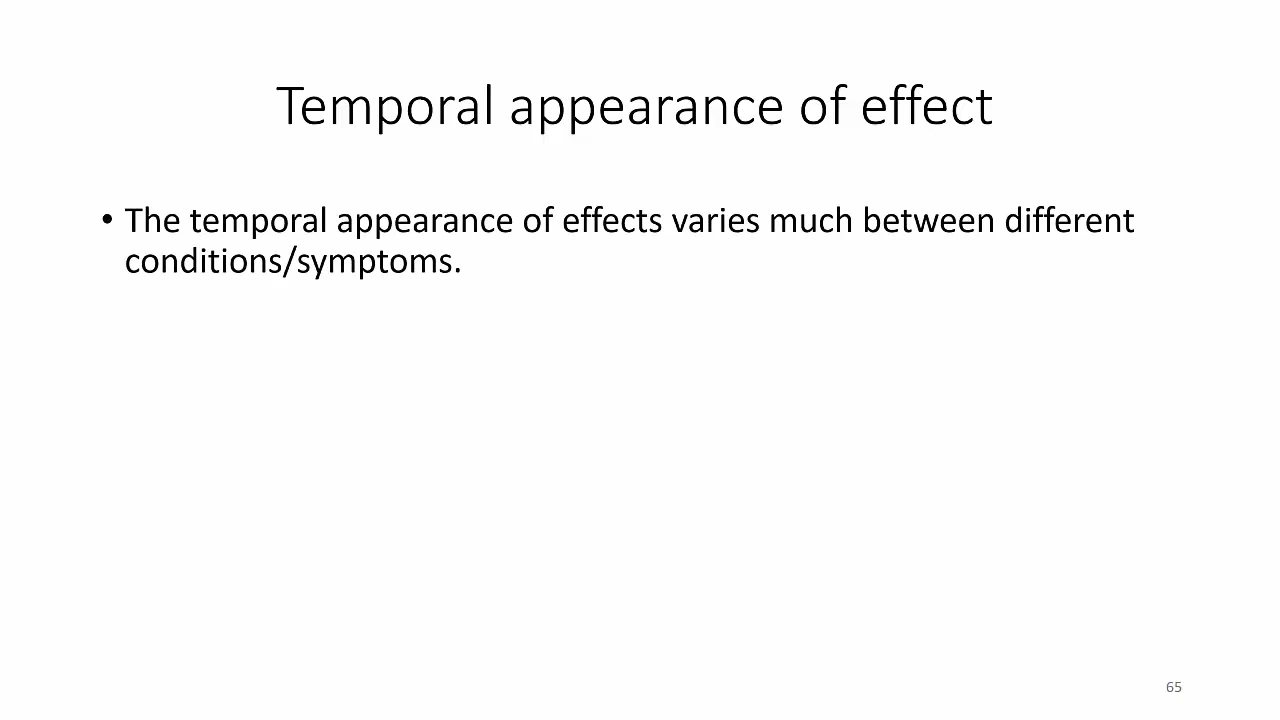 Temporal appearance of effect
• The temporal appearance of effects varies much between different
conditions/symptoms.
65